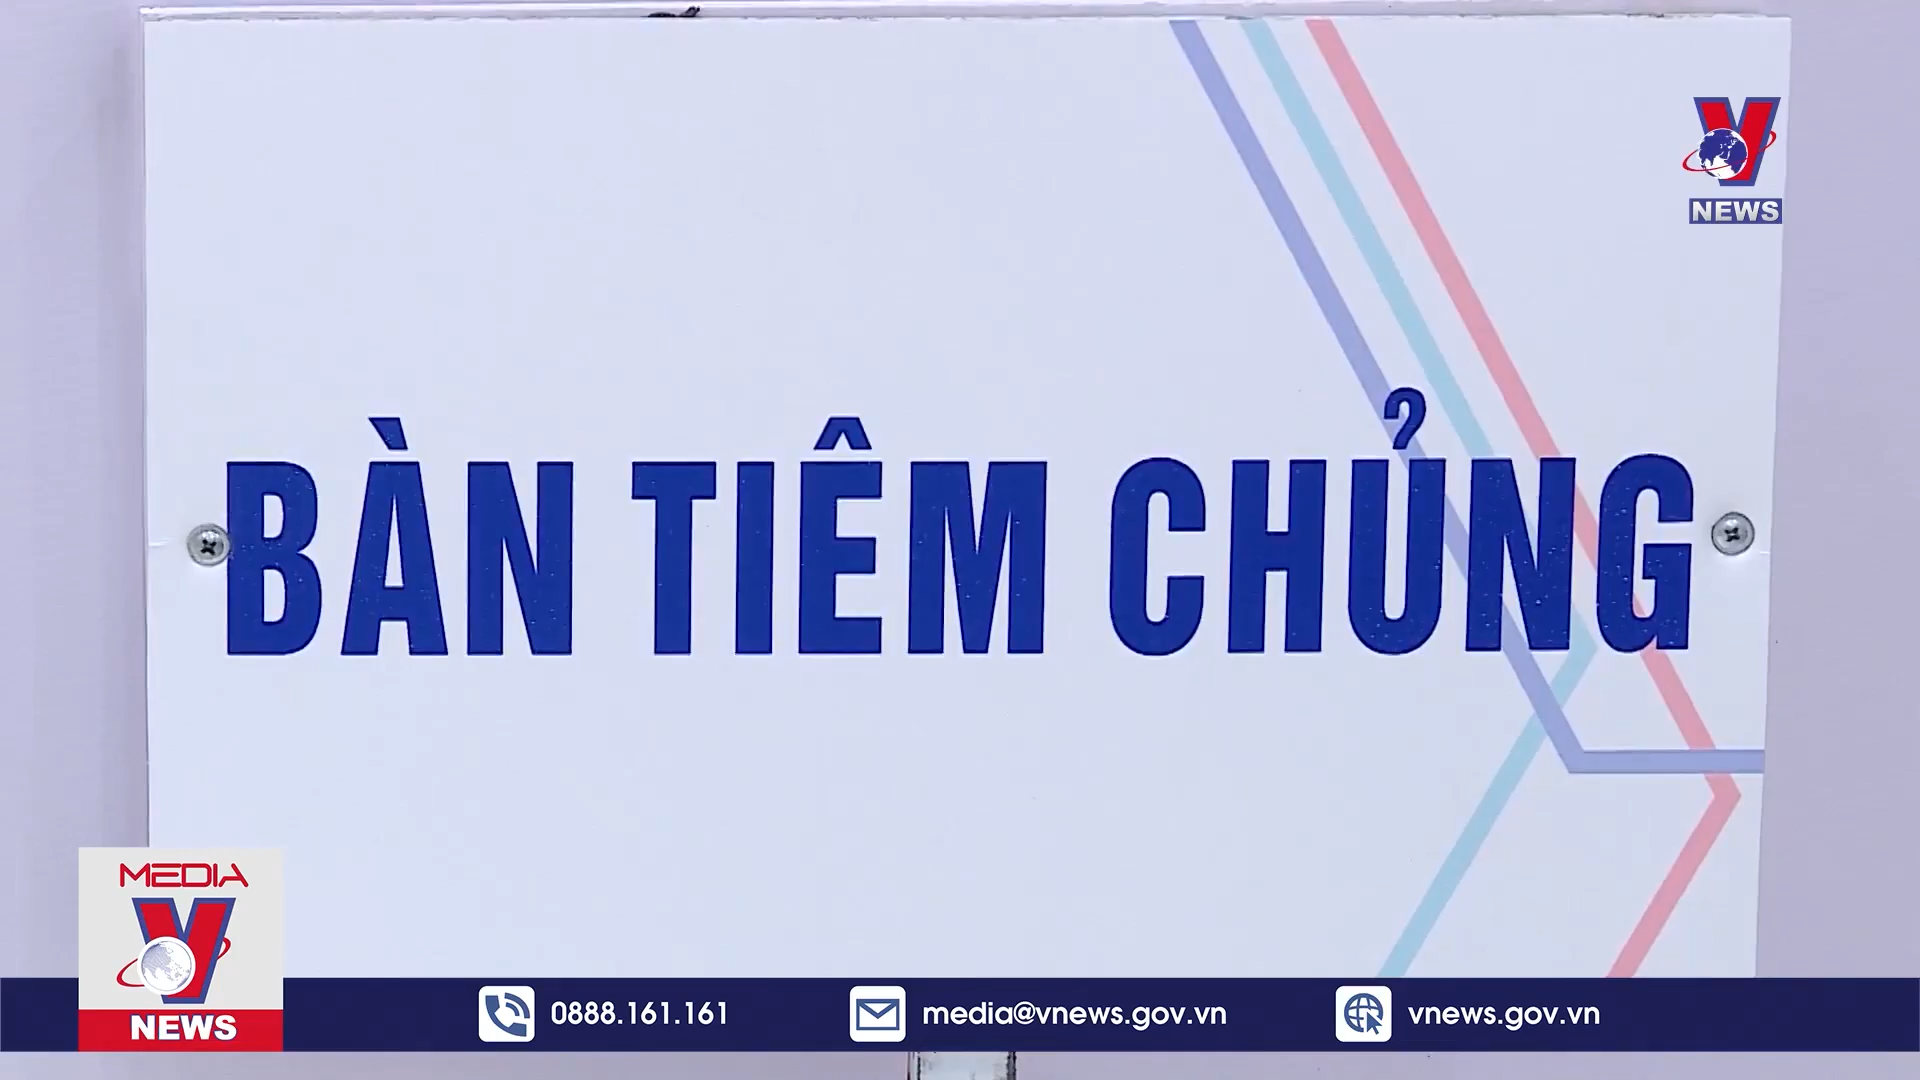 NEWS
BÀN TIÊM CHỦNG
MEDIA
NEWS
0888.161.161
media@vnews.gov.vn
vnews.gov.vn